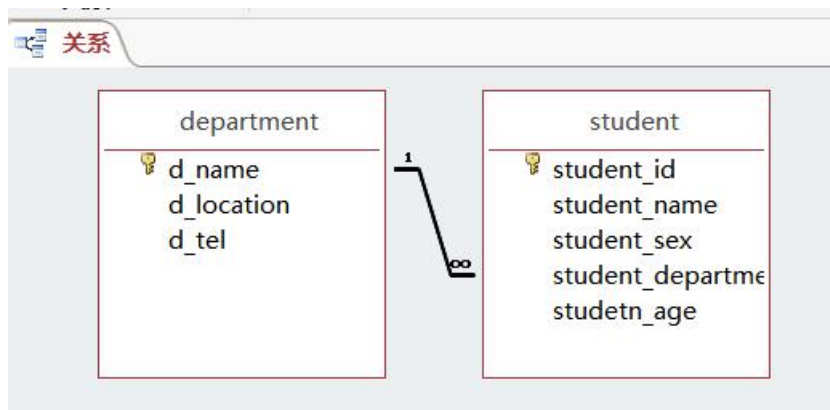 关系
department
d_name
d_location
d_tel
1
∞
student
student_id
student_name
student_sex
student_departme
studetn_age